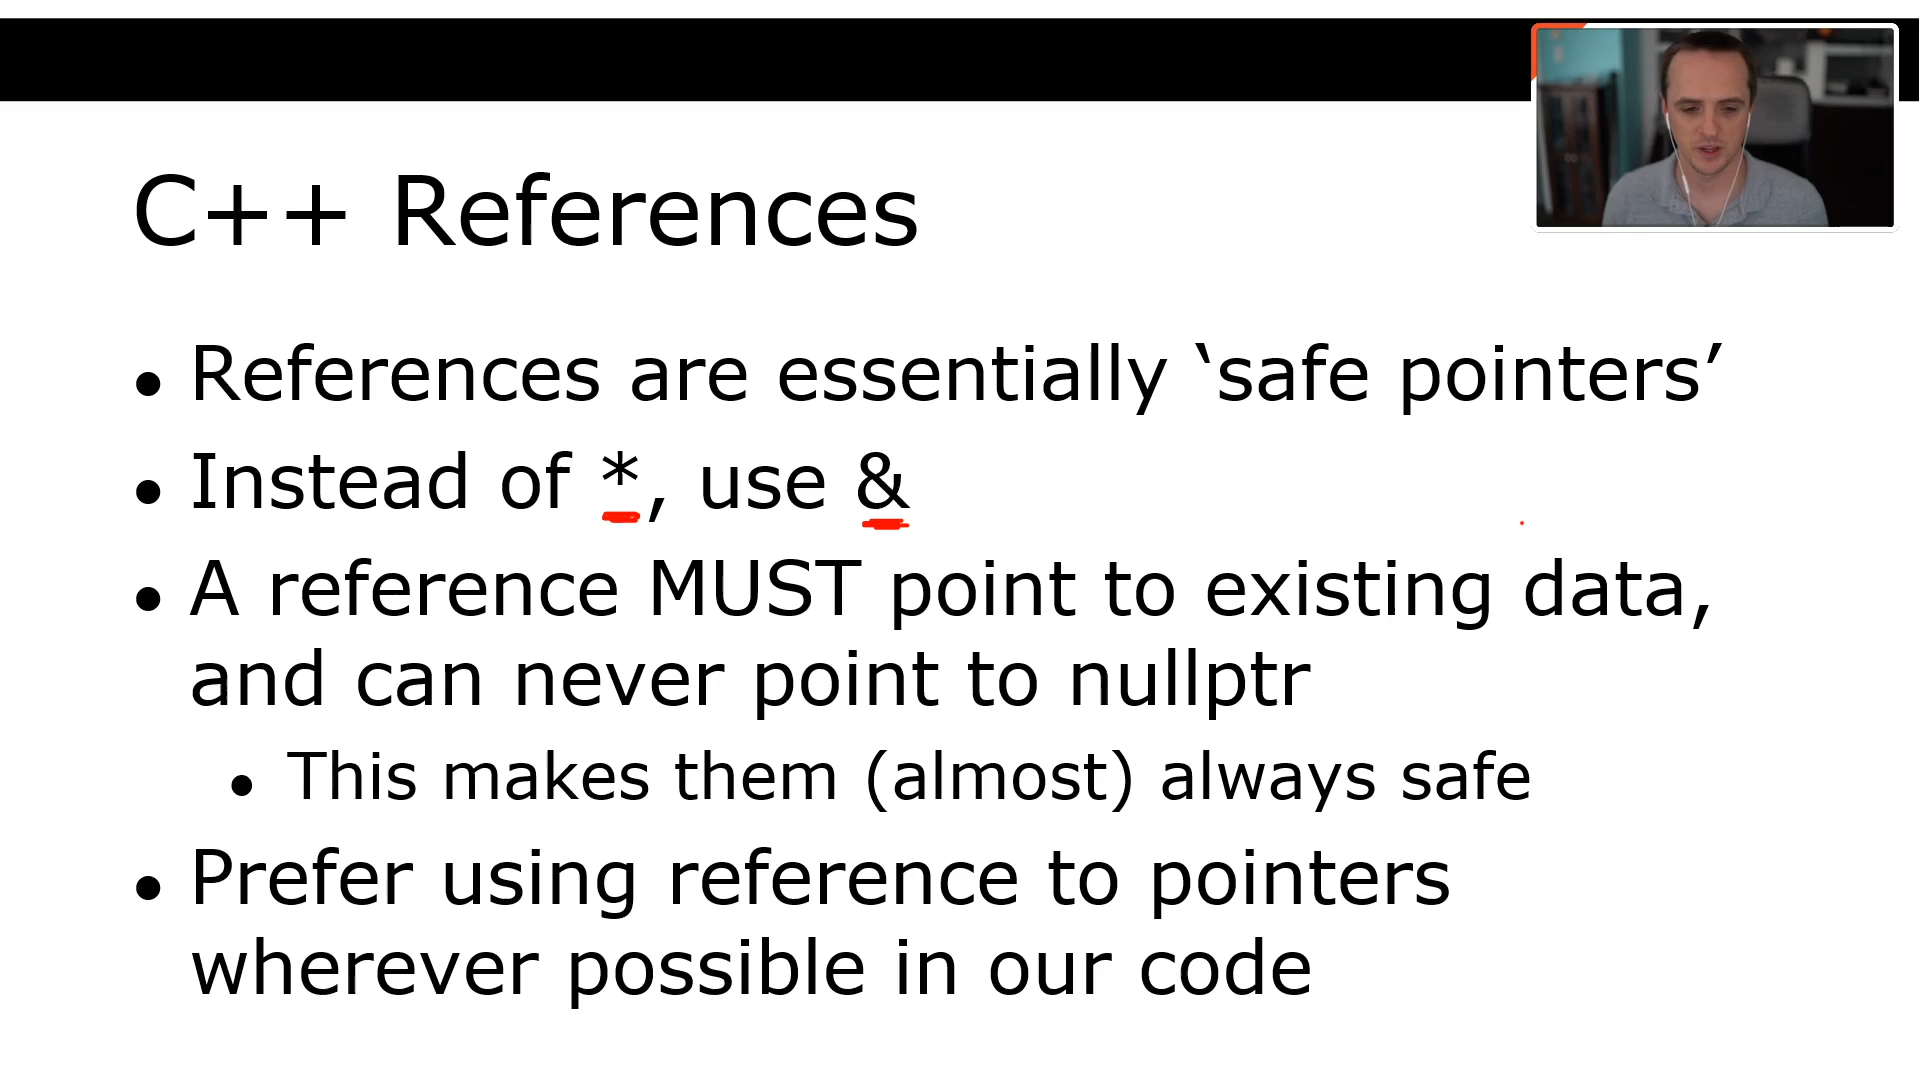 C++ References
• References are essentially ‘safe pointers’
• Instead of *, use &
• A reference MUST point to existing data,
and can never point to nullptr
• This makes them (almost) always safe
• Prefer using reference to pointers
wherever possible in our code